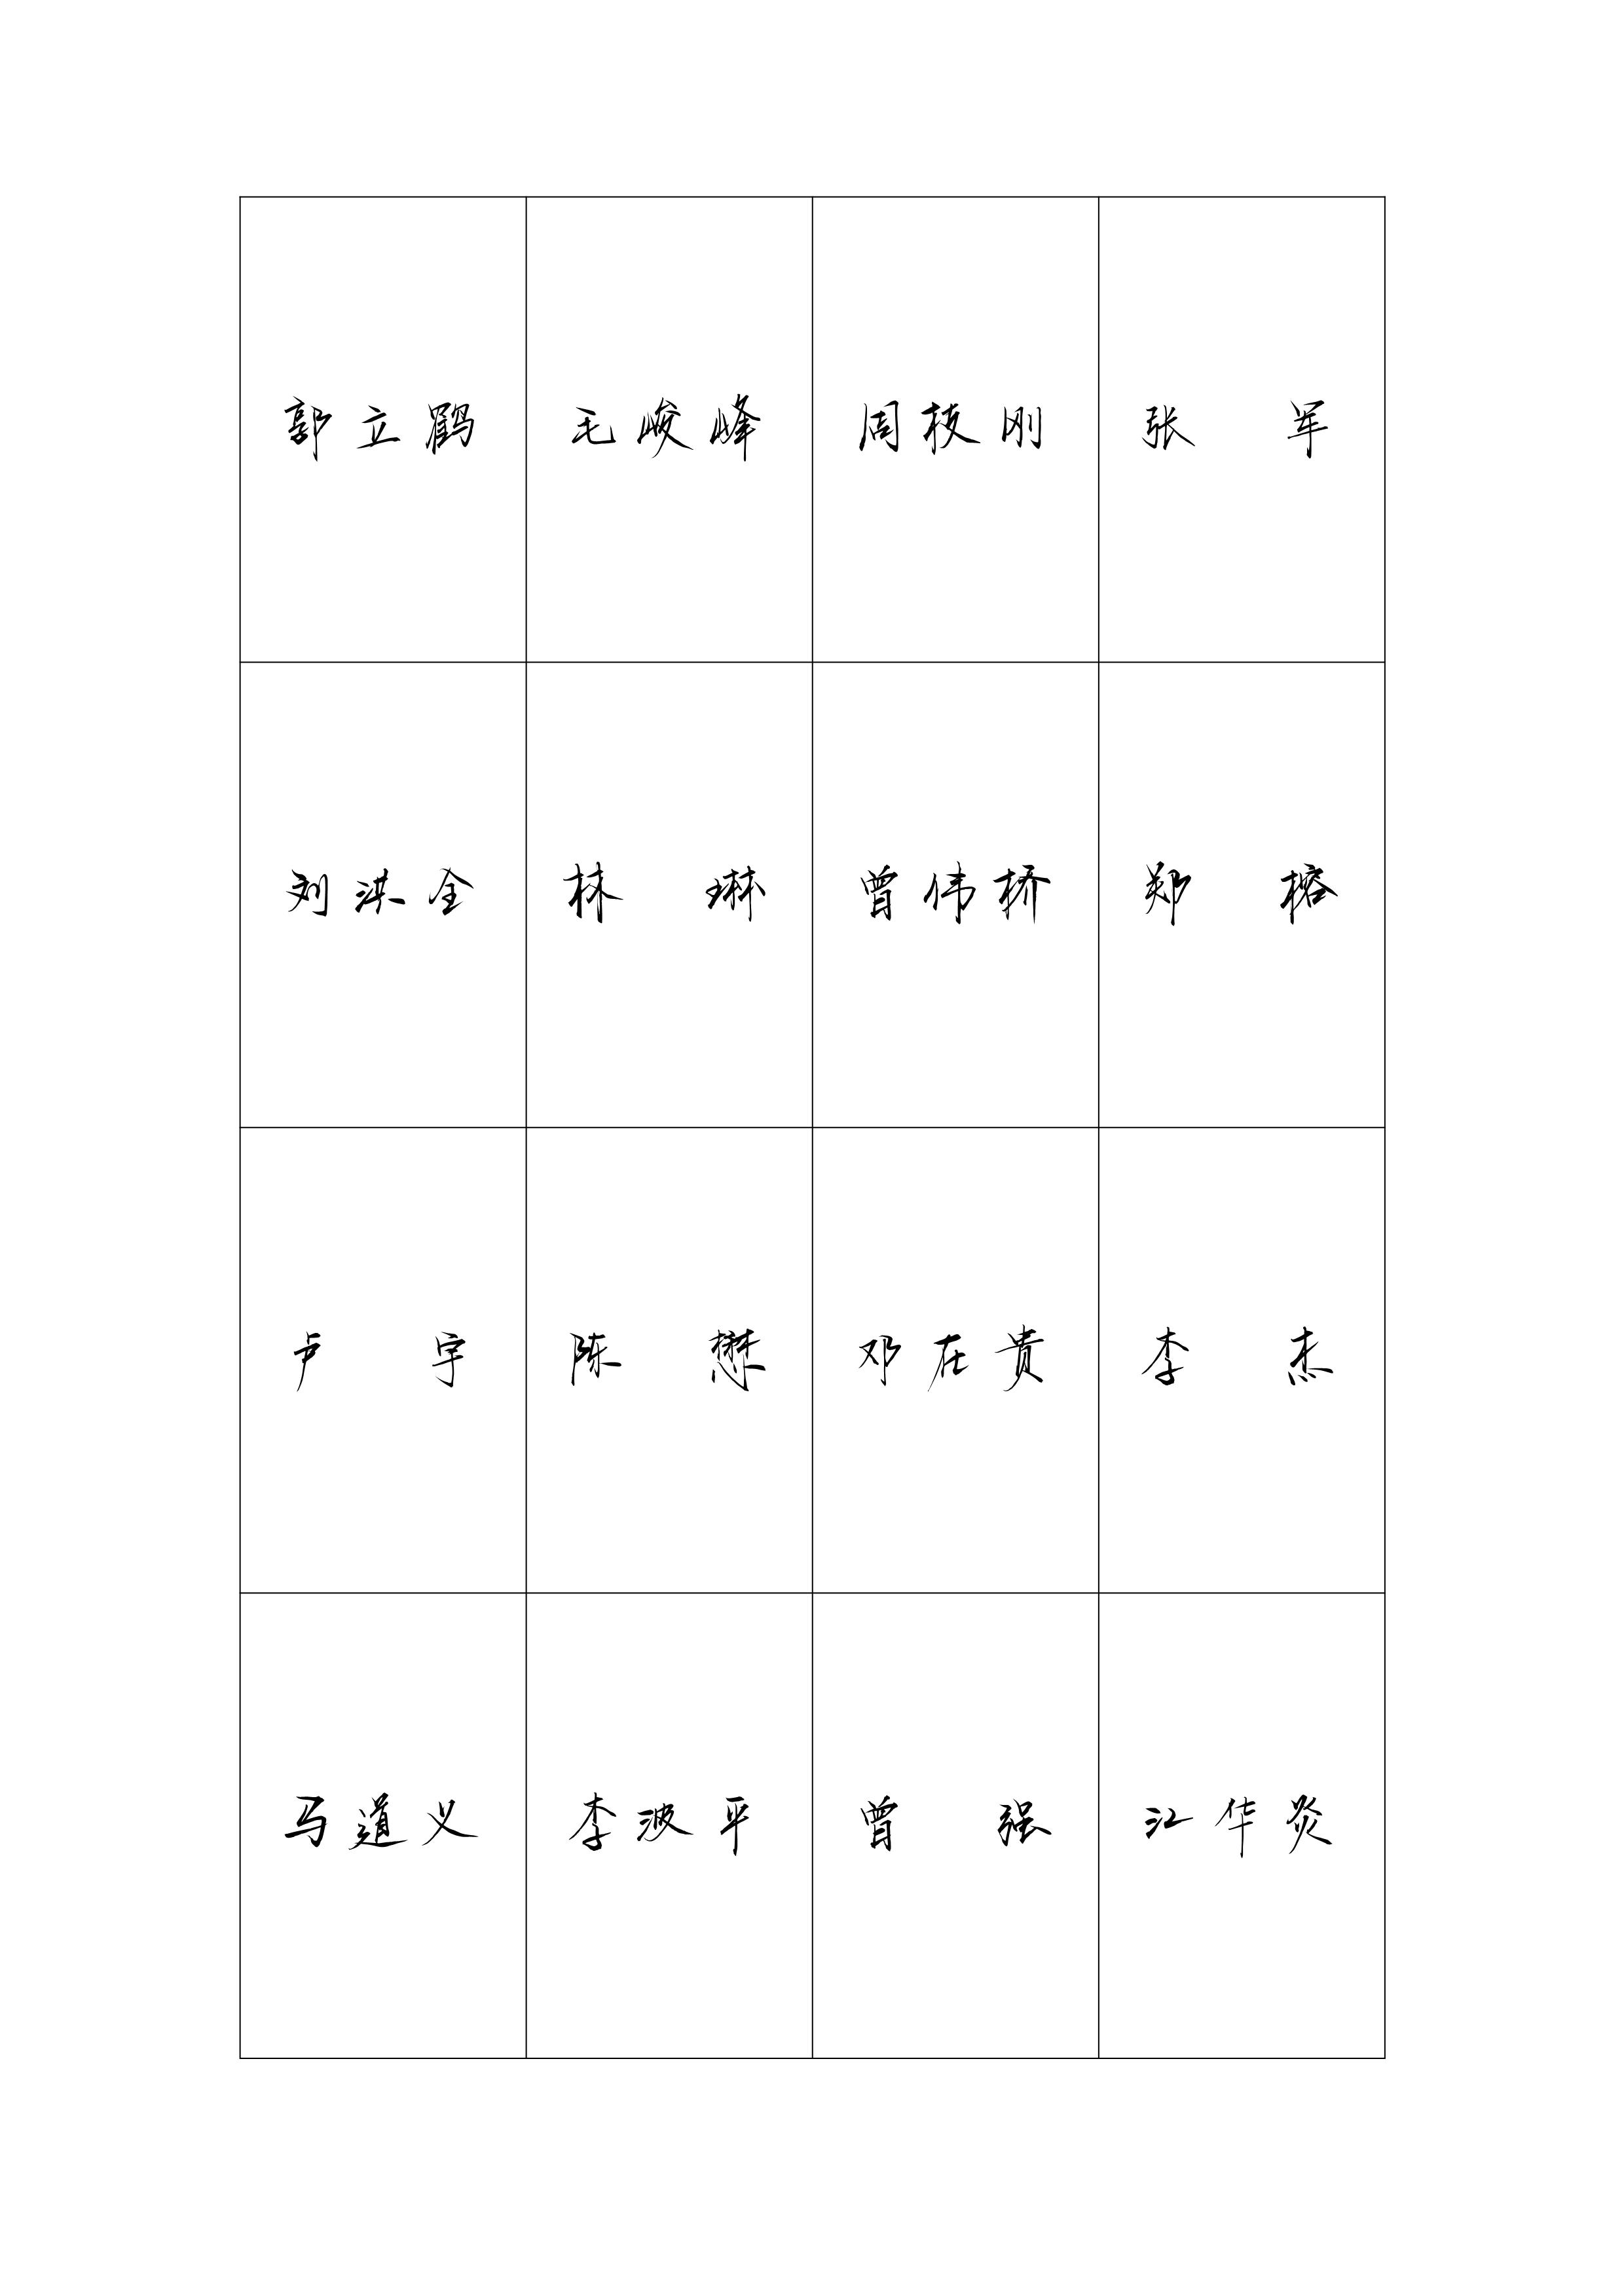 郭立鹤 毛峻峰 周枝刚 张 军
刘洪全 林 琳 曾伟桥 郑 榕
卢 宇 陈 懋 邓在贵 李 杰
马道义 李波平 曾 强 江华炎